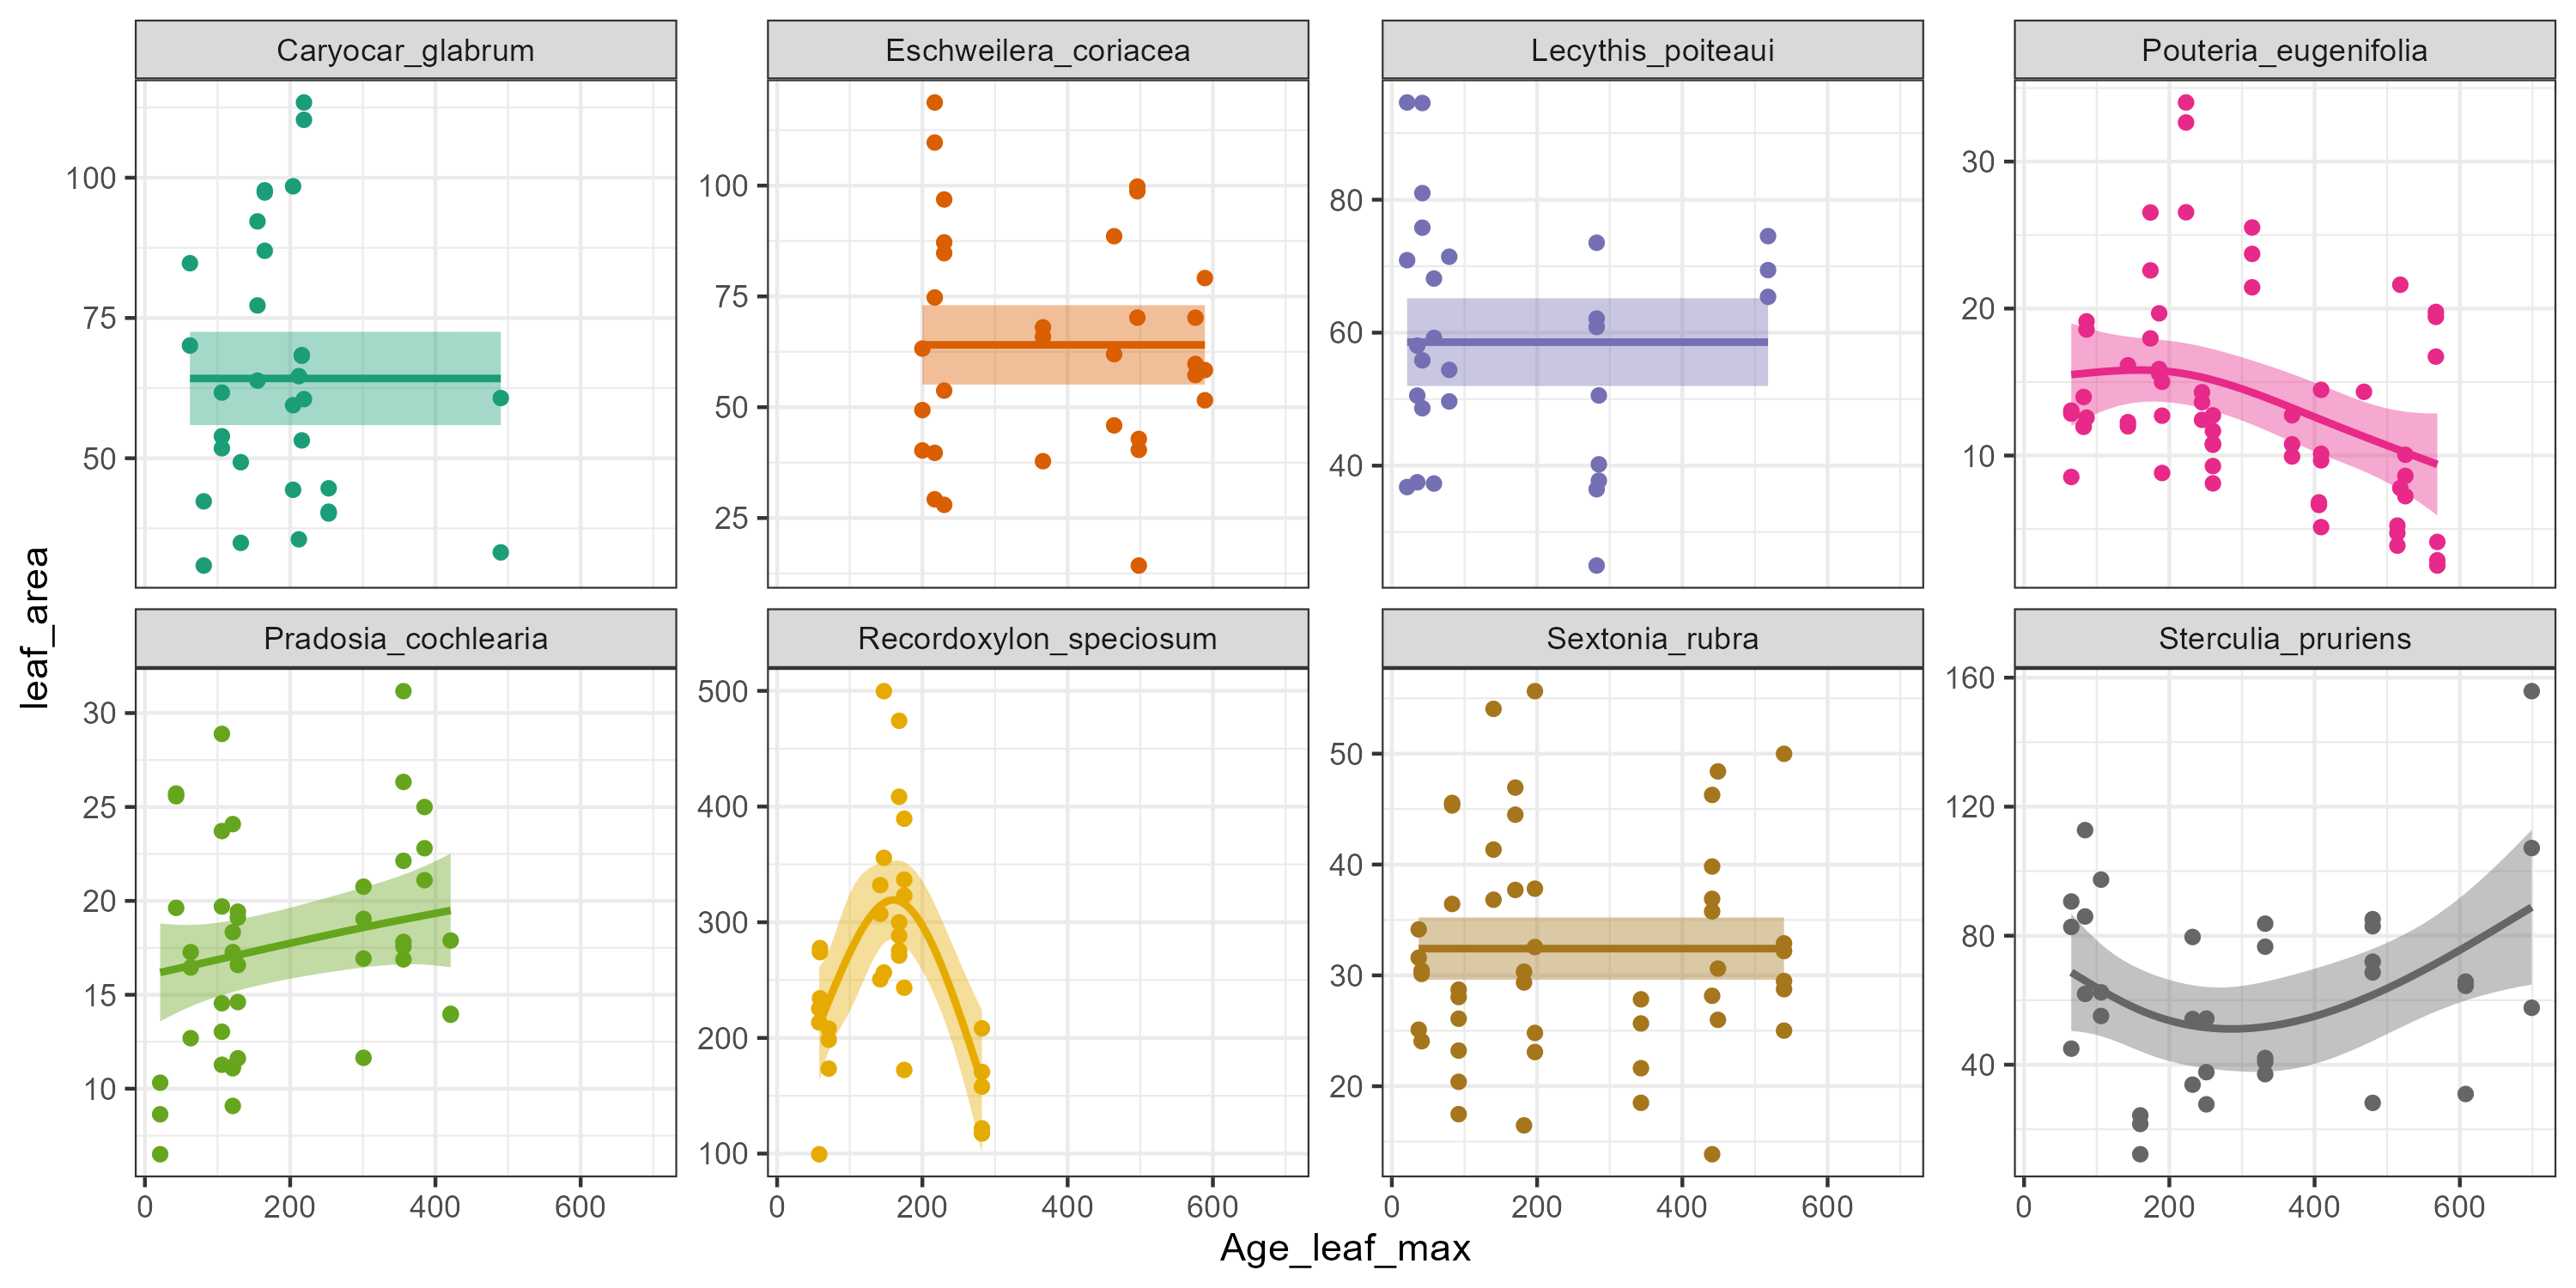 Caryocar_glabrum
Eschweilera_coriacea
Lecythis_poiteaui
Pouteria_eugenifolia
100
75
50
100
75
50
25
80
60
40
30
20
10
leaf_area
Pradosia_cochlearia
Recordoxylon_speciosum
Sextonia_rubra
Sterculia_pruriens
30
25
20
15
10
500
400
300
200
100
50
40
30
20
160
120
80
40
0 200 400 600
0 200 400 600
0 200 400 600
0 200 400 600
Age_leaf_max